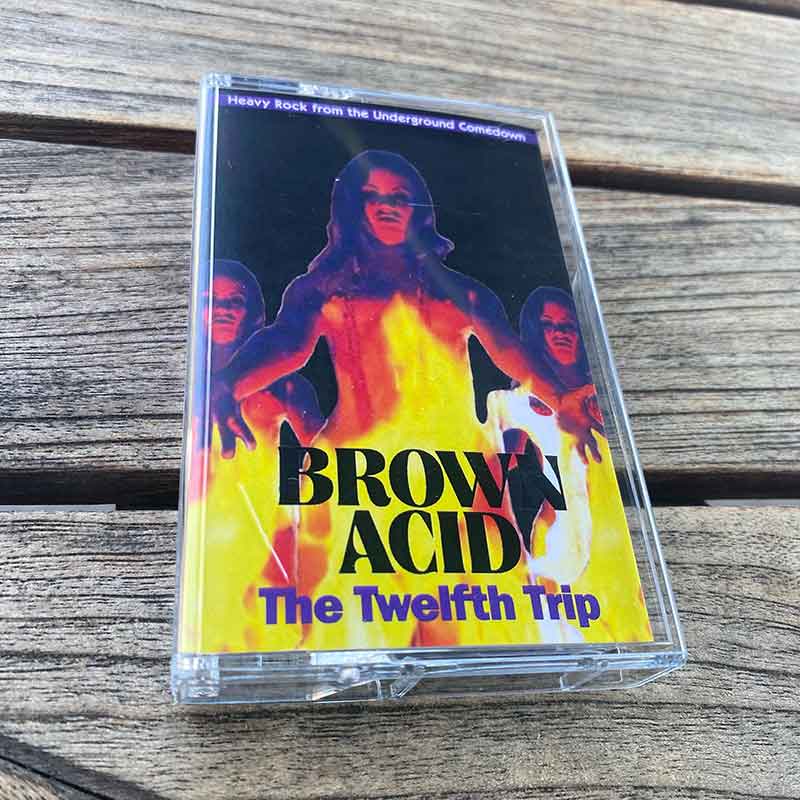 Heavy Rock from the Underground Comedown
BROWN
ACID
The Twelfth Trip